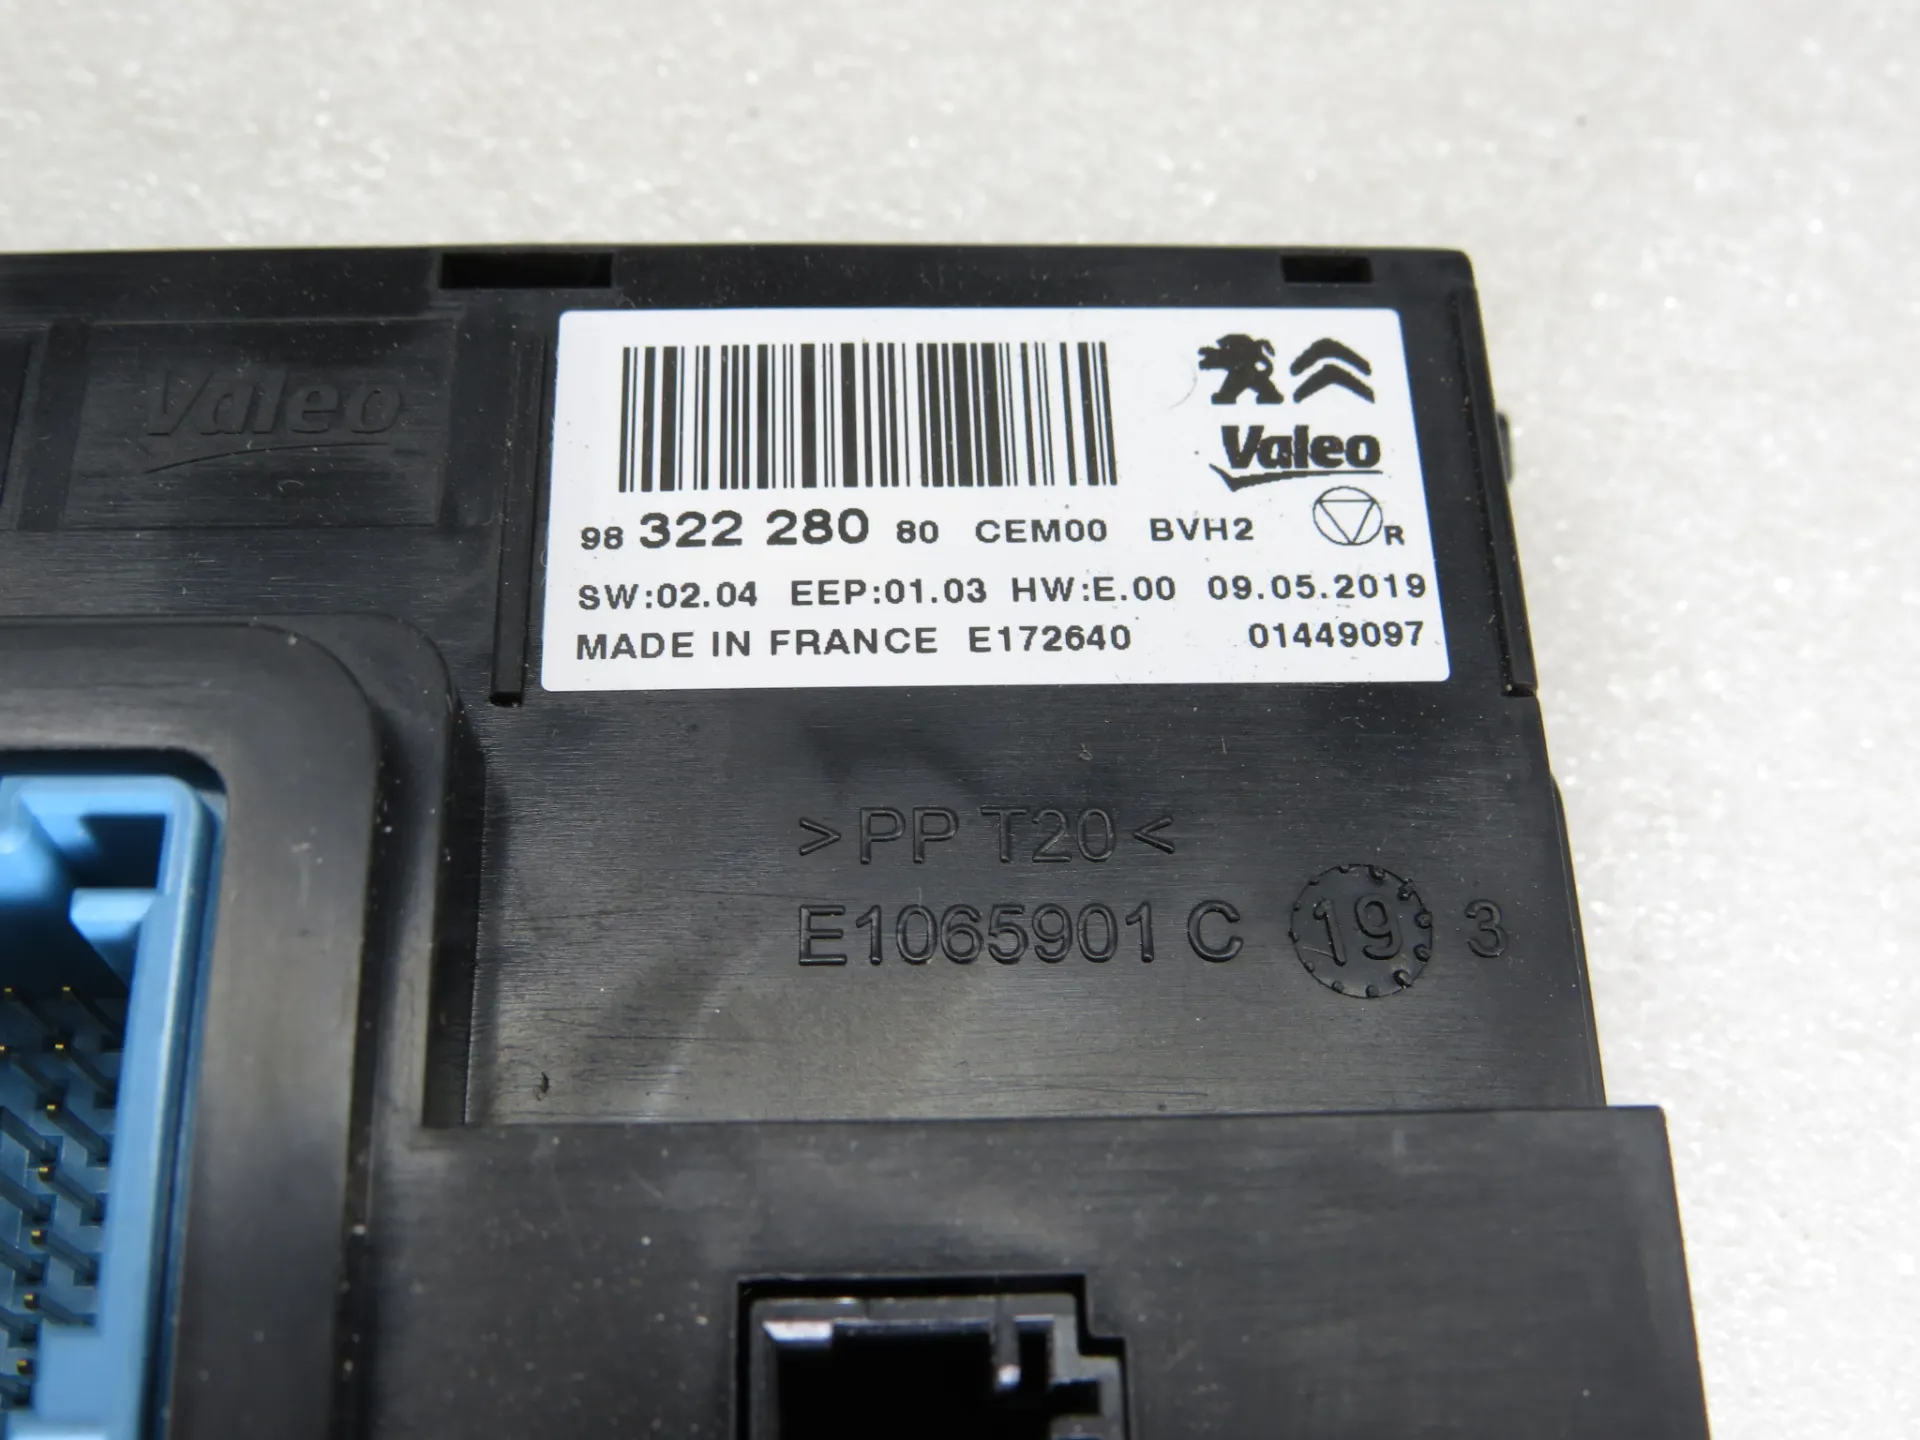 Valeo
Valeo
98 322 280 80 CEM00 BVH2 R
SW:02.04 EEP:01.03 HW:E.00 09.05.2019
MADE IN FRANCE E172640 01449097
>PP T20<
E1065901 C 19 3